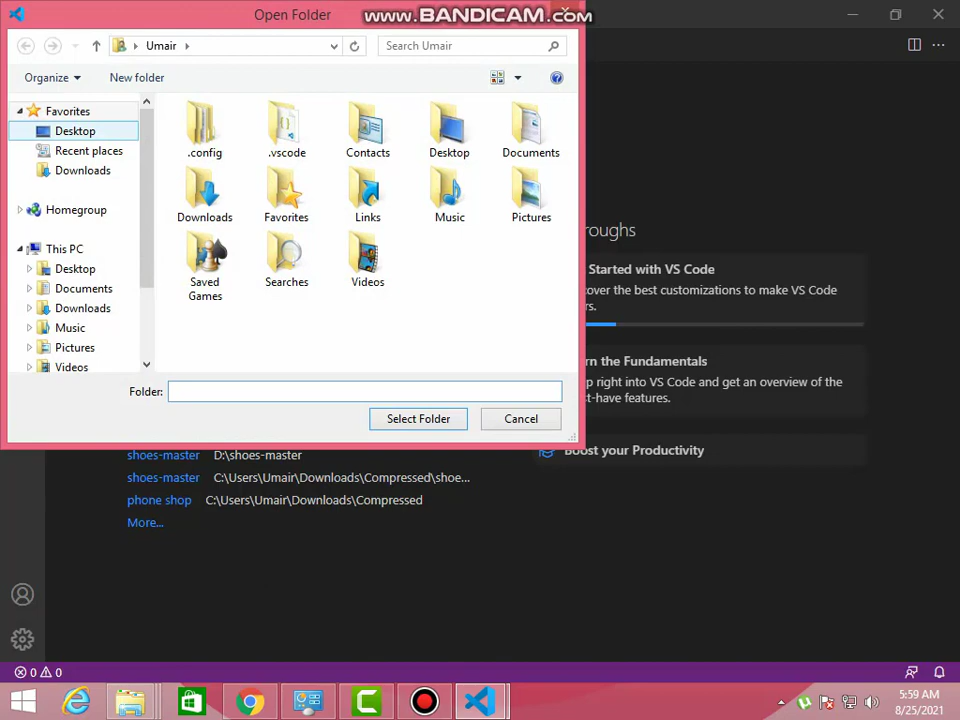 Open Folder
www.BANDICAM.com
Umair
Search Umair
Organize
New folder
Favorites
Desktop
Recent places
Downloads
Homegroup
This PC
Desktop
Documents
Downloads
Music
Pictures
Videos
.config
.vscode
Contacts
Desktop
Documents
Downloads
Favorites
Links
Music
Pictures
Saved
Games
Searches
Videos
Folder:
Select Folder
Cancel
roughs
Started with VS Code
cover the best customizations to make VS Code
rs.
rn the Fundamentals
p right into VS Code and get an overview of the
st-have features.
Boost your Productivity
shoes-master D:\shoes-master
shoes-master C:\Users\Umair\Downloads\Compressed\shoe...
phone shop C:\Users\Umair\Downloads\Compressed
More...
0 0
5:59 AM
8/25/2021